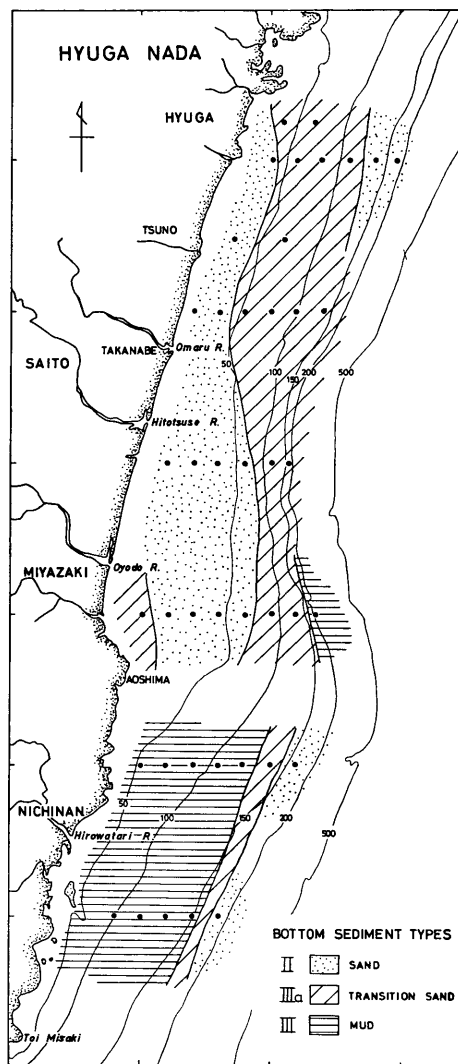 HYUGA NADA
HYUGA
TSUNO
TAKANABE
Omaru R.
SAITO
50
100
150
200
500
Hitotsuse R.
MIYAZAKI
Oyodo R.
AOSHIMA
NICHINAN
50
100
150
200
500
Hirowatari R.
BOTTOM SEDIMENT TYPES
II SAND
IIIa TRANSITION SAND
III MUD
Toi Misaki